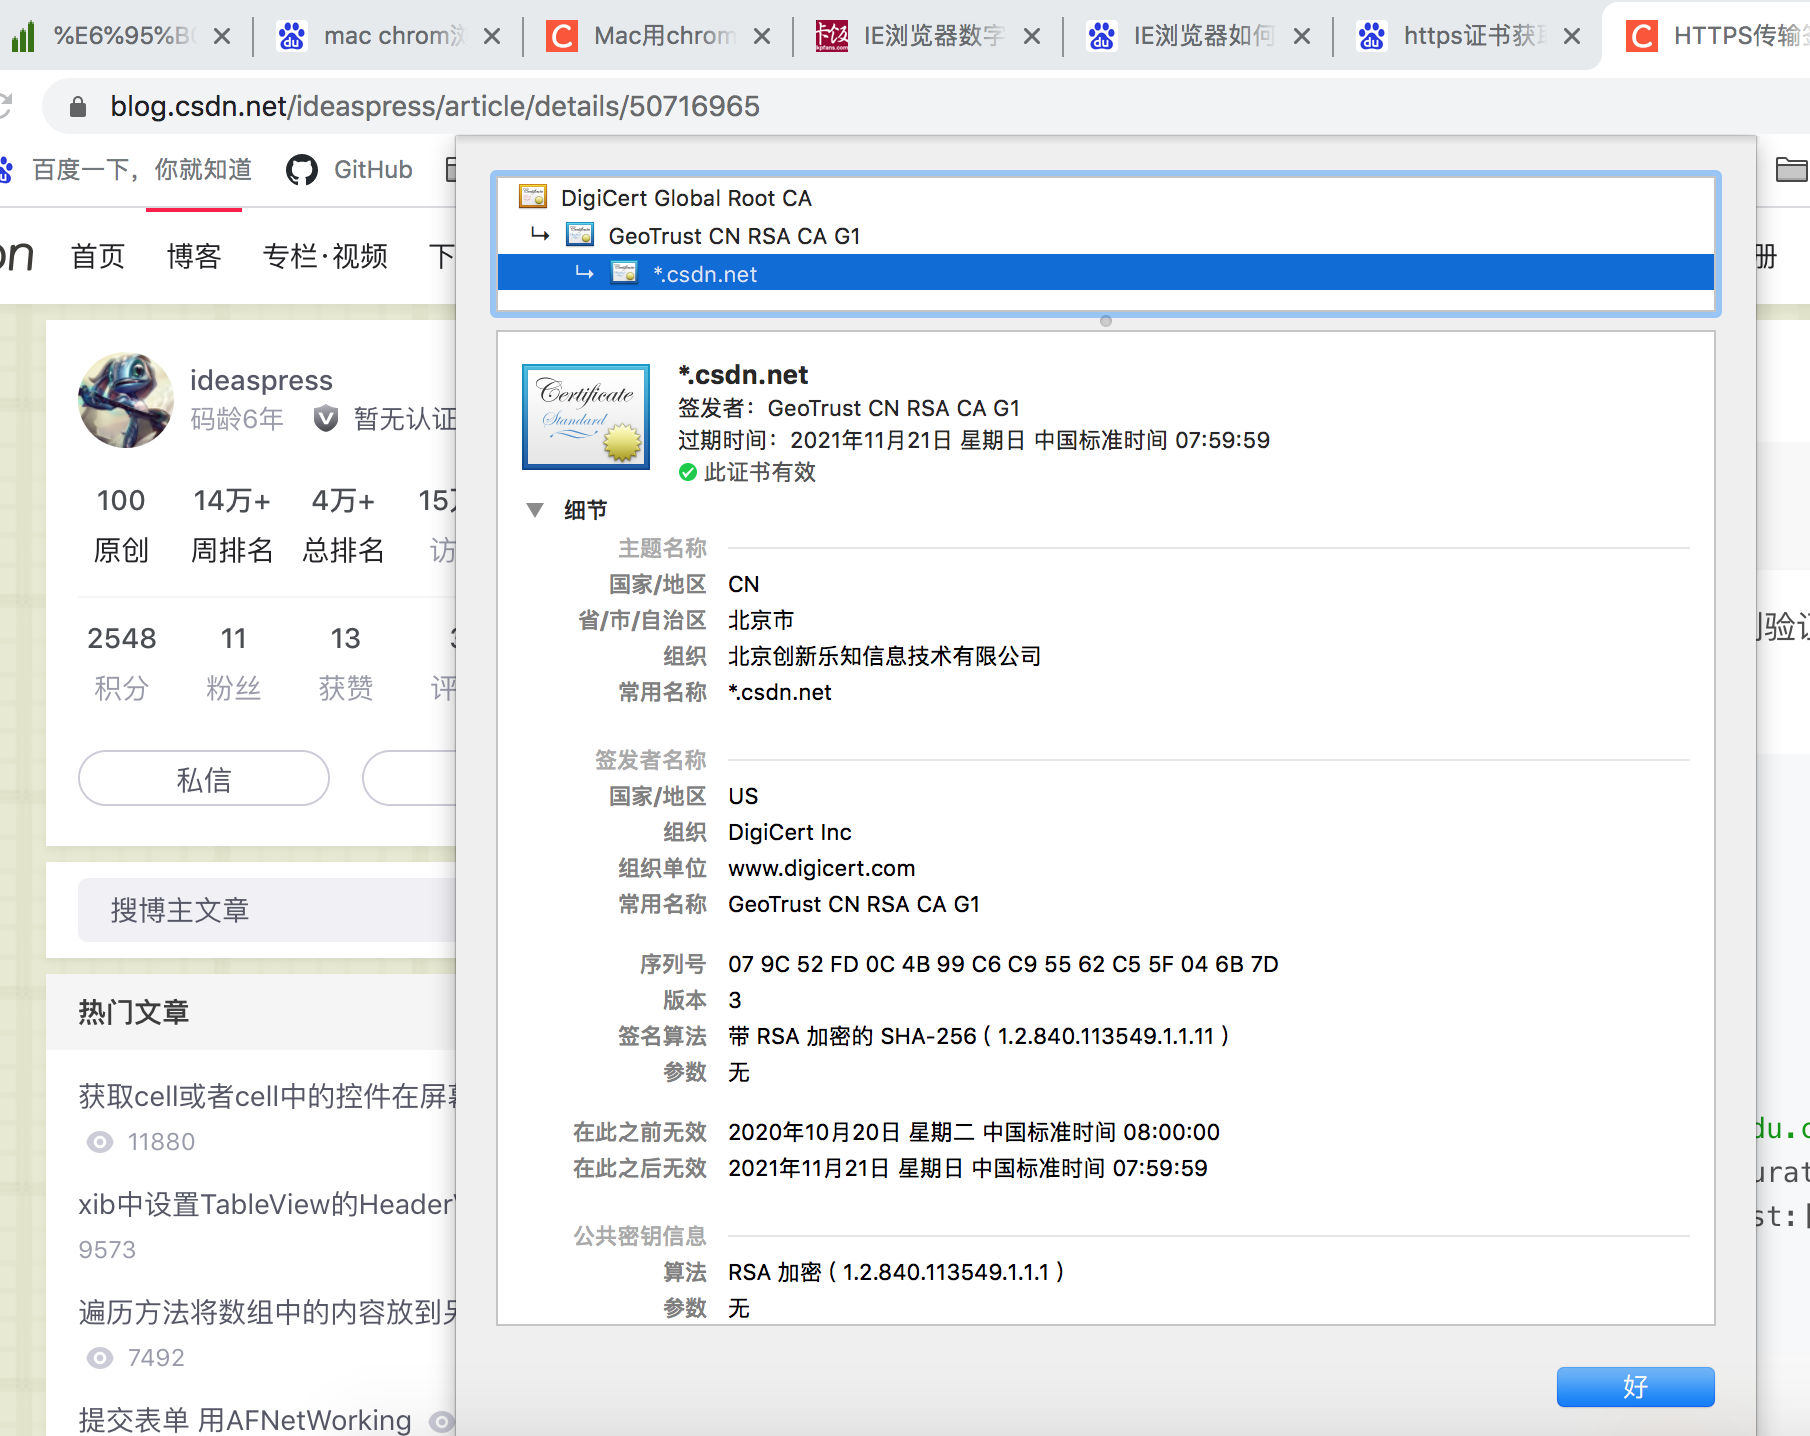 %E6%95%B
mac chrom
Mac用chrom
IE浏览器数字
IE浏览器如何
https证书获
HTTPS传输
blog.csdn.net/ideaspress/article/details/50716965
百度一下，你就知道
GitHub
DigiCert Global Root CA
GeoTrust CN RSA CA G1
*.csdn.net
首页 博客 专栏·视频 下
册
ideaspress
码龄6年 暂无认证
100 14万+ 4万+ 15
原创 周排名 总排名 访
2548 11 13
积分 粉丝 获赞 评
私信
搜博主文章
热门文章
获取cell或者cell中的控件在屏
11880
xib中设置TableView的Header
9573
遍历方法将数组中的内容放到
7492
提交表单 用AFNetWorking
*.csdn.net
签发者：GeoTrust CN RSA CA G1
过期时间：2021年11月21日 星期日 中国标准时间 07:59:59
此证书有效
细节
主题名称
国家/地区 CN
省/市/自治区 北京市
组织 北京创新乐知信息技术有限公司
常用名称 *.csdn.net
签发者名称
国家/地区 US
组织 DigiCert Inc
组织单位 www.digicert.com
常用名称 GeoTrust CN RSA CA G1
序列号 07 9C 52 FD 0C 4B 99 C6 C9 55 62 C5 5F 04 6B 7D
版本 3
签名算法 带 RSA 加密的 SHA-256 ( 1.2.840.113549.1.1.11 )
参数 无
在此之前无效 2020年10月20日 星期二 中国标准时间 08:00:00
在此之后无效 2021年11月21日 星期日 中国标准时间 07:59:59
公共密钥信息
算法 RSA 加密 ( 1.2.840.113549.1.1.1 )
参数 无
Certificate
Standard
验
du.c
urat
st:[
好